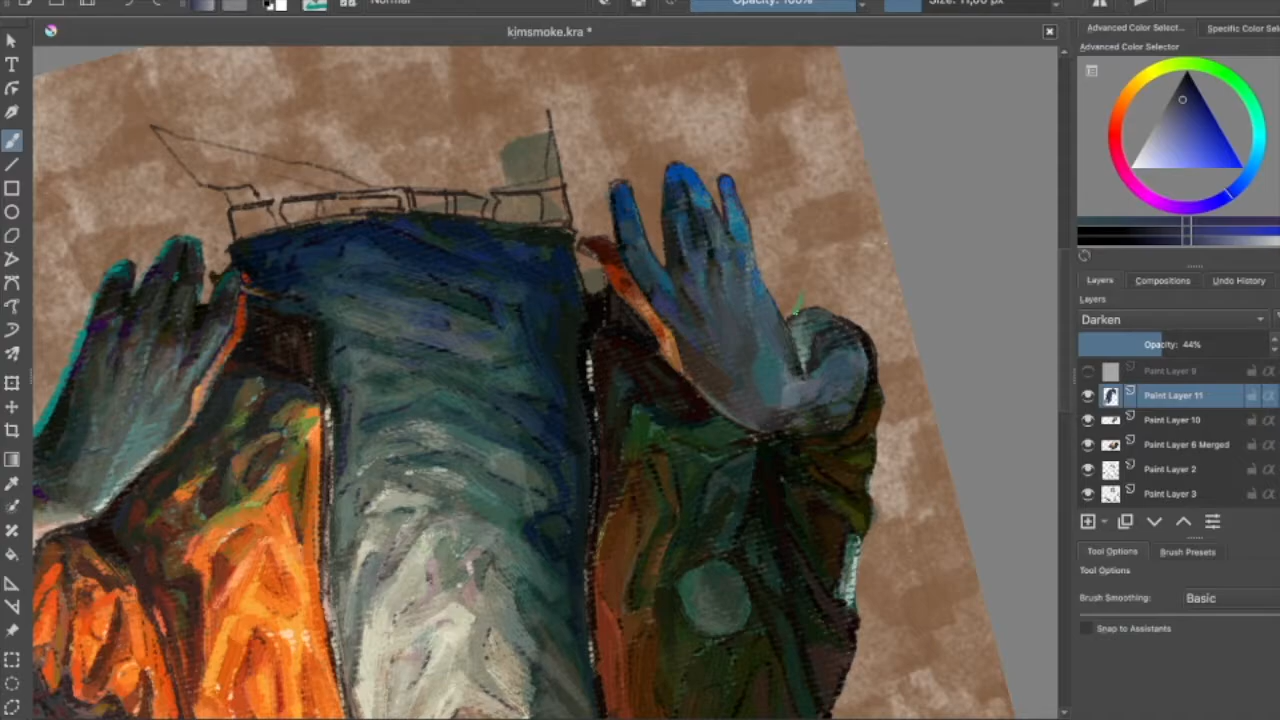 Normal
Opacity: 100%
Size: 11,00 px
kimsmoke.kra *
Advanced Color Select...
Specific Color Sel
Advanced Color Selector
Layers
Compositions
Undo History
Layers
Darken
Opacity: 44%
Paint Layer 9
Paint Layer 11
Paint Layer 10
Paint Layer 6 Merged
Paint Layer 2
Paint Layer 3
Tool Options
Brush Presets
Tool Options
Brush Smoothing:
Basic
Snap to Assistants